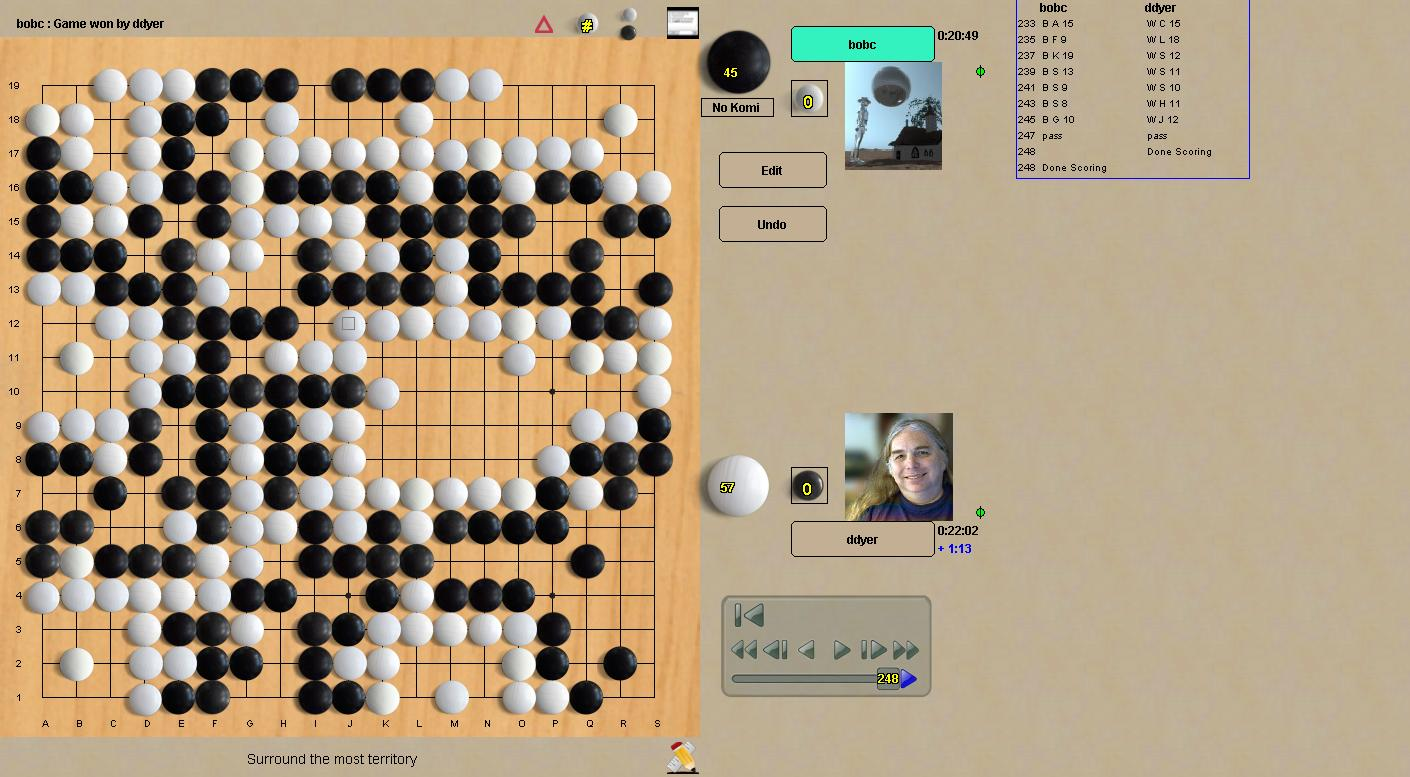 bobc : Game won by ddyer
#
19
18
17
16
15
14
13
12
11
10
9
8
7
6
5
4
3
2
1
A B C D E F G H I J K L M N O P Q R S
Surround the most territory
45
No Komi
bobc
0:20:49
0
Edit
Undo
57
0
ddyer
0:22:02
+ 1:13
248
bobc ddyer
233 B A 15 W C 15
235 B F 9 W L 18
237 B K 19 W S 12
239 B S 13 W S 11
241 B S 9 W S 10
243 B S 8 W H 11
245 B G 10 W J 12
247 pass pass
248 Done Scoring
248 Done Scoring